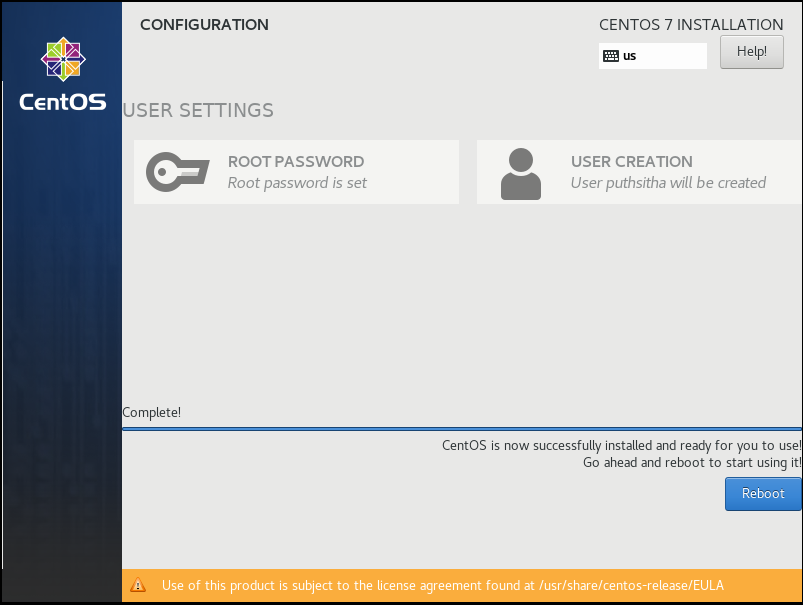 CONFIGURATION
CENTOS 7 INSTALLATION
us
Help!
CentOS
USER SETTINGS
ROOT PASSWORD
Root password is set
USER CREATION
User puthsitha will be created
Complete!
CentOS is now successfully installed and ready for you to use!
Go ahead and reboot to start using it!
Reboot
Use of this product is subject to the license agreement found at /usr/share/centos-release/EULA